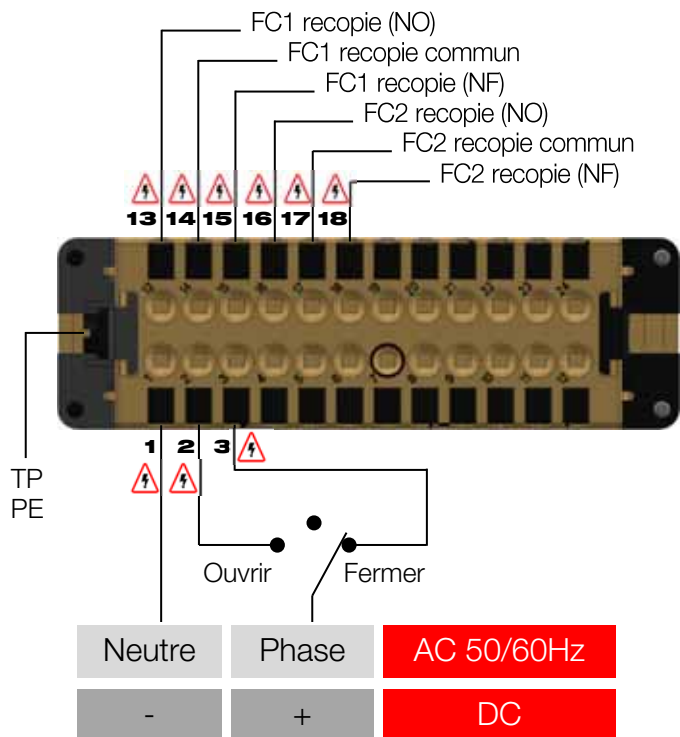 FC1 recopie (NO)
FC1 recopie commun
FC1 recopie (NF)
FC2 recopie (NO)
FC2 recopie commun
FC2 recopie (NF)
13 14 15 16 17 18
1 2 3
TP
PE
Ouvrir Fermer
Neutre Phase AC 50/60Hz
- + DC